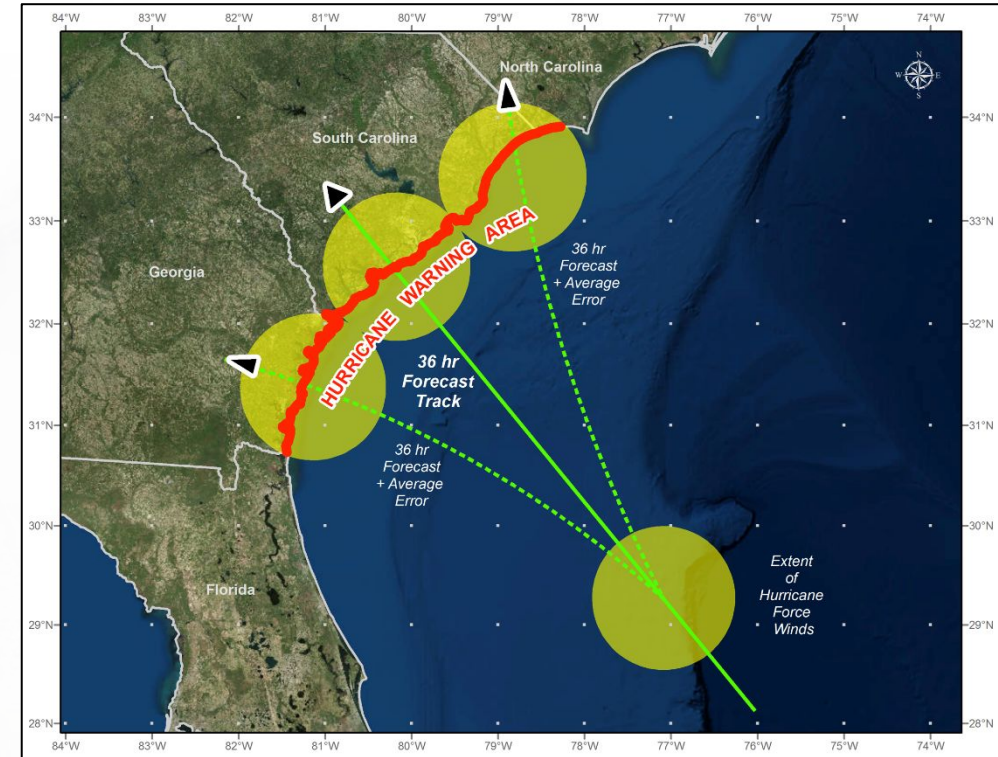 84°W 83°W 82°W 81°W 80°W 79°W 78°W 77°W 76°W 75°W 74°W
North Carolina
N
W E
S
34°N 34°N
South Carolina
33°N 33°N
HURRICANE WARNING AREA
36 hr
Forecast
+ Average
Error
Georgia
32°N 32°N
36 hr
Forecast
Track
31°N 31°N
36 hr
Forecast
+ Average
Error
30°N 30°N
Florida
Extent
of
Hurricane
Force
Winds
29°N 29°N
28°N 28°N
84°W 83°W 82°W 81°W 80°W 79°W 78°W 77°W 76°W 75°W 74°W